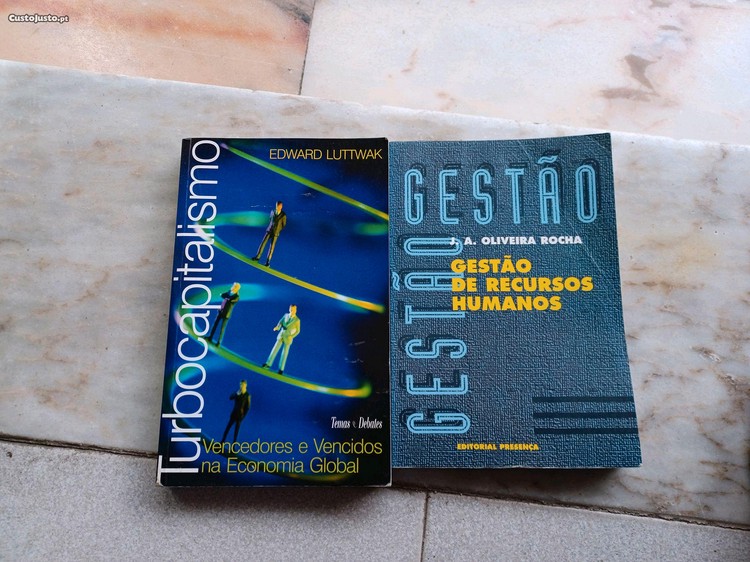 CustoJusto.pt
Turbocapitalismo
EDWARD LUTTWAK
Temas e Debates
Vencedores e Vencidos
na Economia Global
GESTÃO
GESTÃO
J. A. OLIVEIRA ROCHA
GESTÃO
DE RECURSOS
HUMANOS
EDITORIAL PRESENÇA